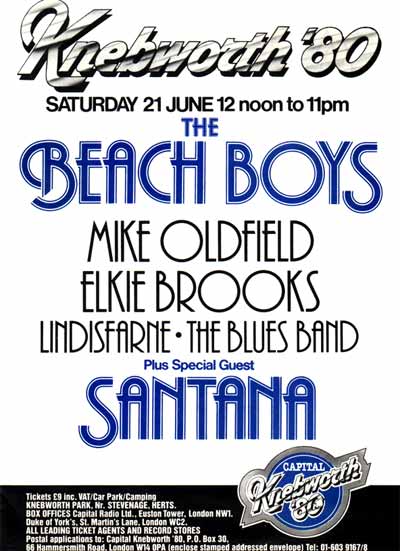 Knebworth '80
SATURDAY 21 JUNE 12 noon to 11pm
THE
BEACH BOYS
MIKE OLDFIELD
ELKIE BROOKS
LINDISFARNE • THE BLUES BAND
Plus Special Guest
SANTANA
CAPITAL
Knebworth
'80
Tickets £9 inc. VAT/Car Park/Camping
KNEBWORTH PARK, Nr. STEVENAGE, HERTS.
BOX OFFICES Capital Radio Ltd., Euston Tower, London NW1.
Duke of York's, St. Martin's Lane, London WC2.
ALL LEADING TICKET AGENTS AND RECORD STORES
Postal applications to: Capital Knebworth '80, P.O. Box 30,
66 Hammersmith Road, London W14 0PA (enclose stamped addressed envelope) Tel: 01-603 9167/8